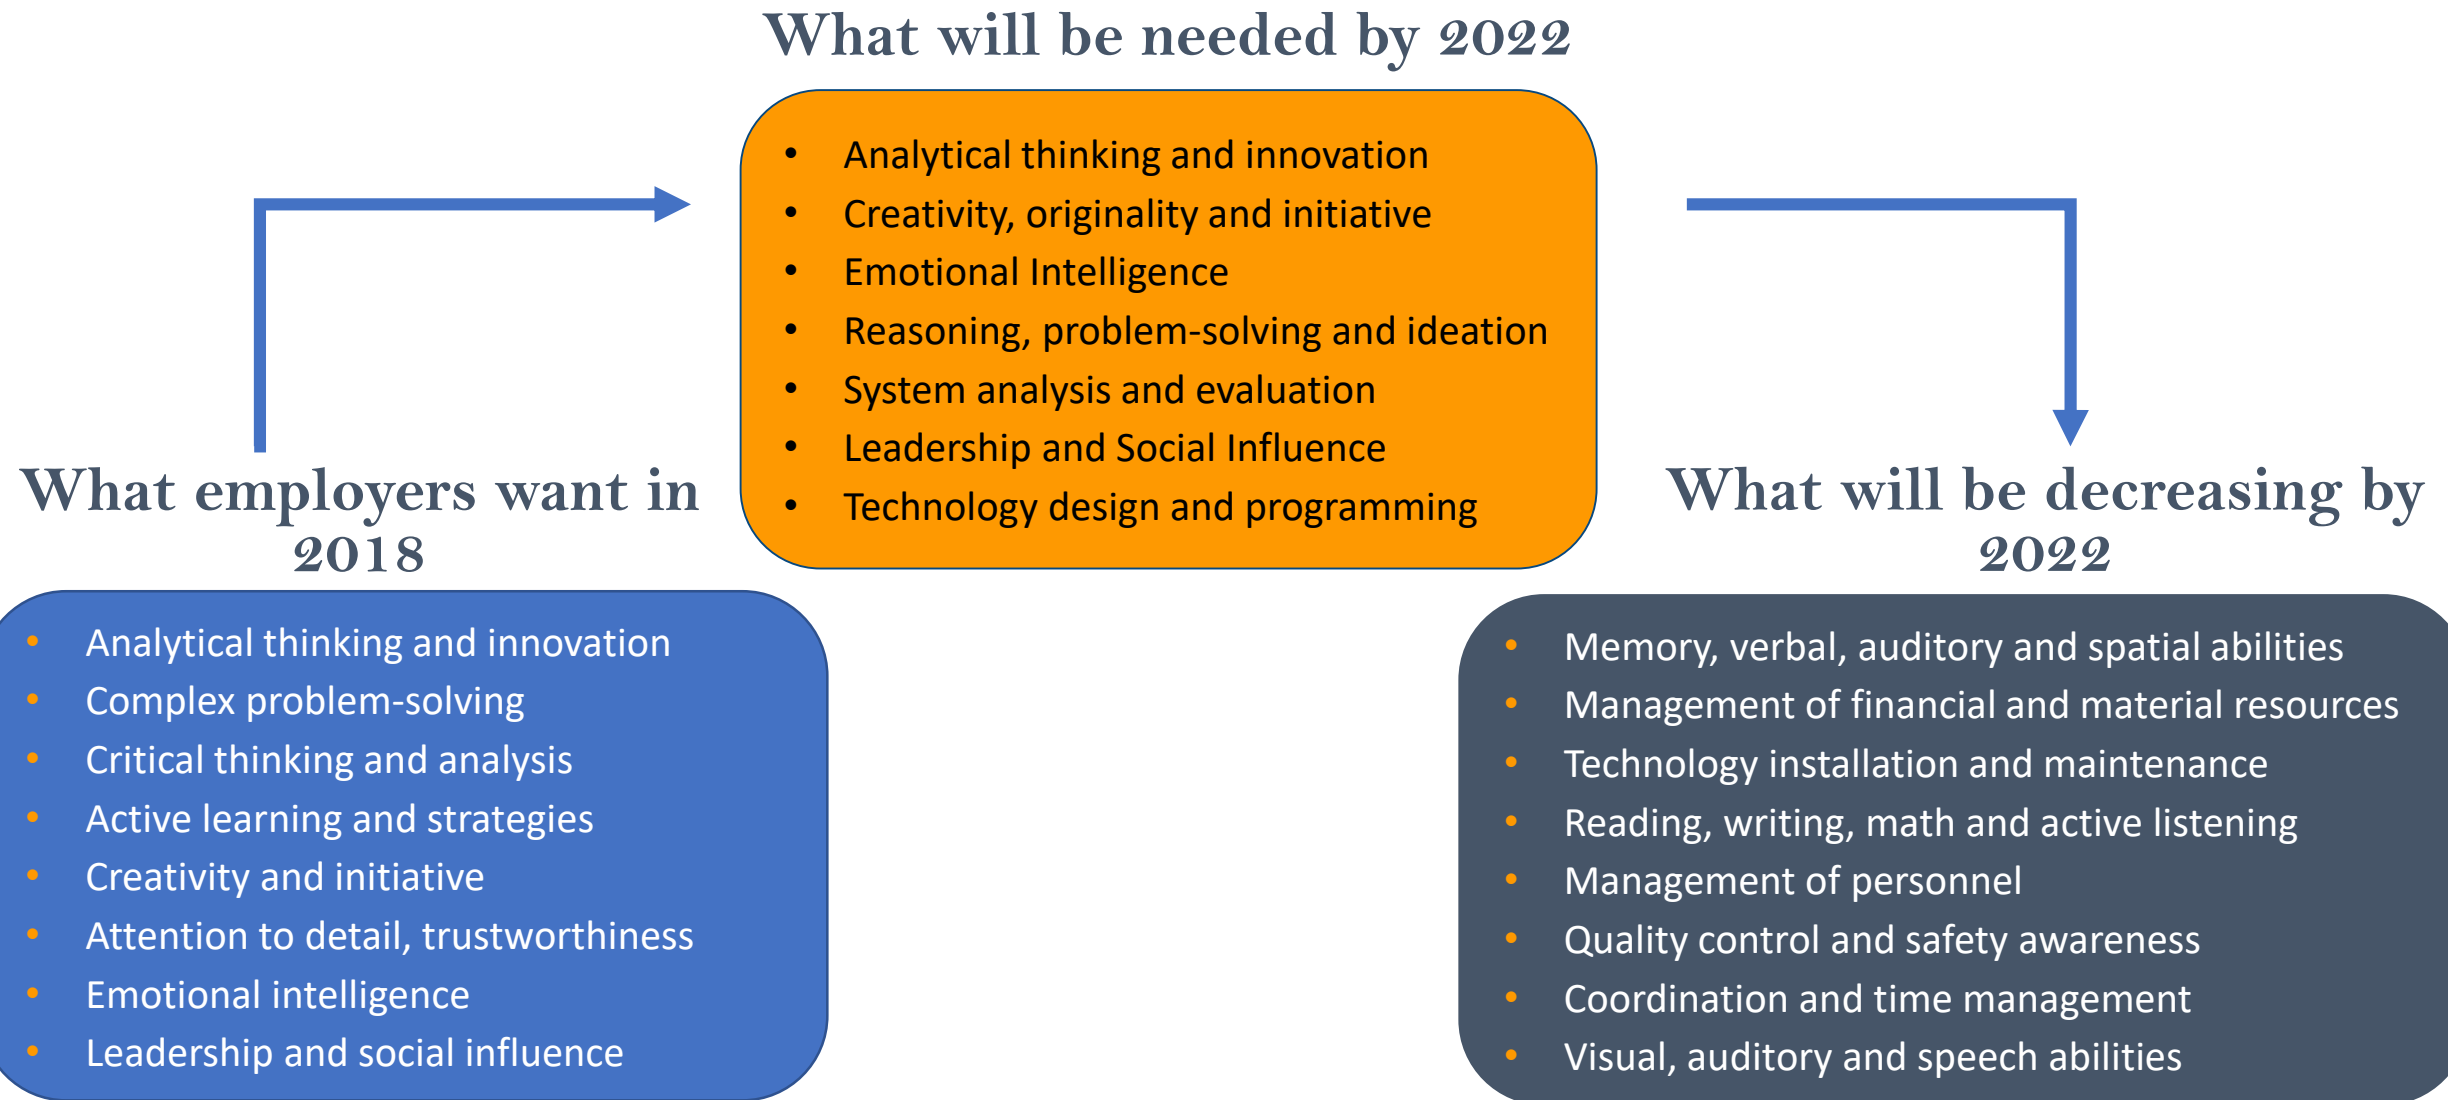 What will be needed by 2022
• Analytical thinking and innovation
• Creativity, originality and initiative
• Emotional Intelligence
• Reasoning, problem-solving and ideation
• System analysis and evaluation
• Leadership and Social Influence
• Technology design and programming
What employers want in
2018
• Analytical thinking and innovation
• Complex problem-solving
• Critical thinking and analysis
• Active learning and strategies
• Creativity and initiative
• Attention to detail, trustworthiness
• Emotional intelligence
• Leadership and social influence
What will be decreasing by
2022
• Memory, verbal, auditory and spatial abilities
• Management of financial and material resources
• Technology installation and maintenance
• Reading, writing, math and active listening
• Management of personnel
• Quality control and safety awareness
• Coordination and time management
• Visual, auditory and speech abilities